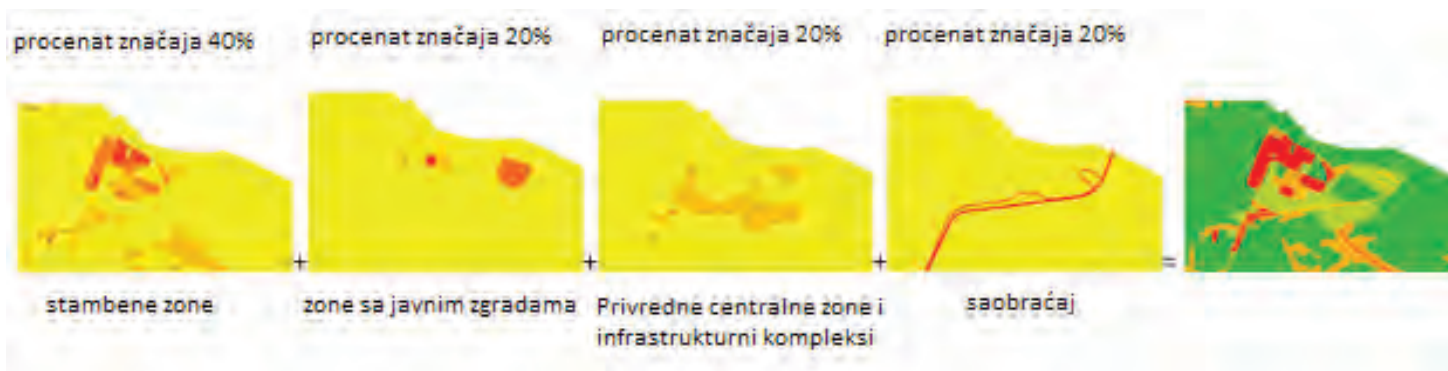 procenat značaja 40%
procenat značaja 20%
procenat značaja 20%
procenat značaja 20%
+
+
+
=
stambene zone
zone sa javnim zgradama
Privredne centralne zone i
infrastrukturni kompleksi
saobraćaj